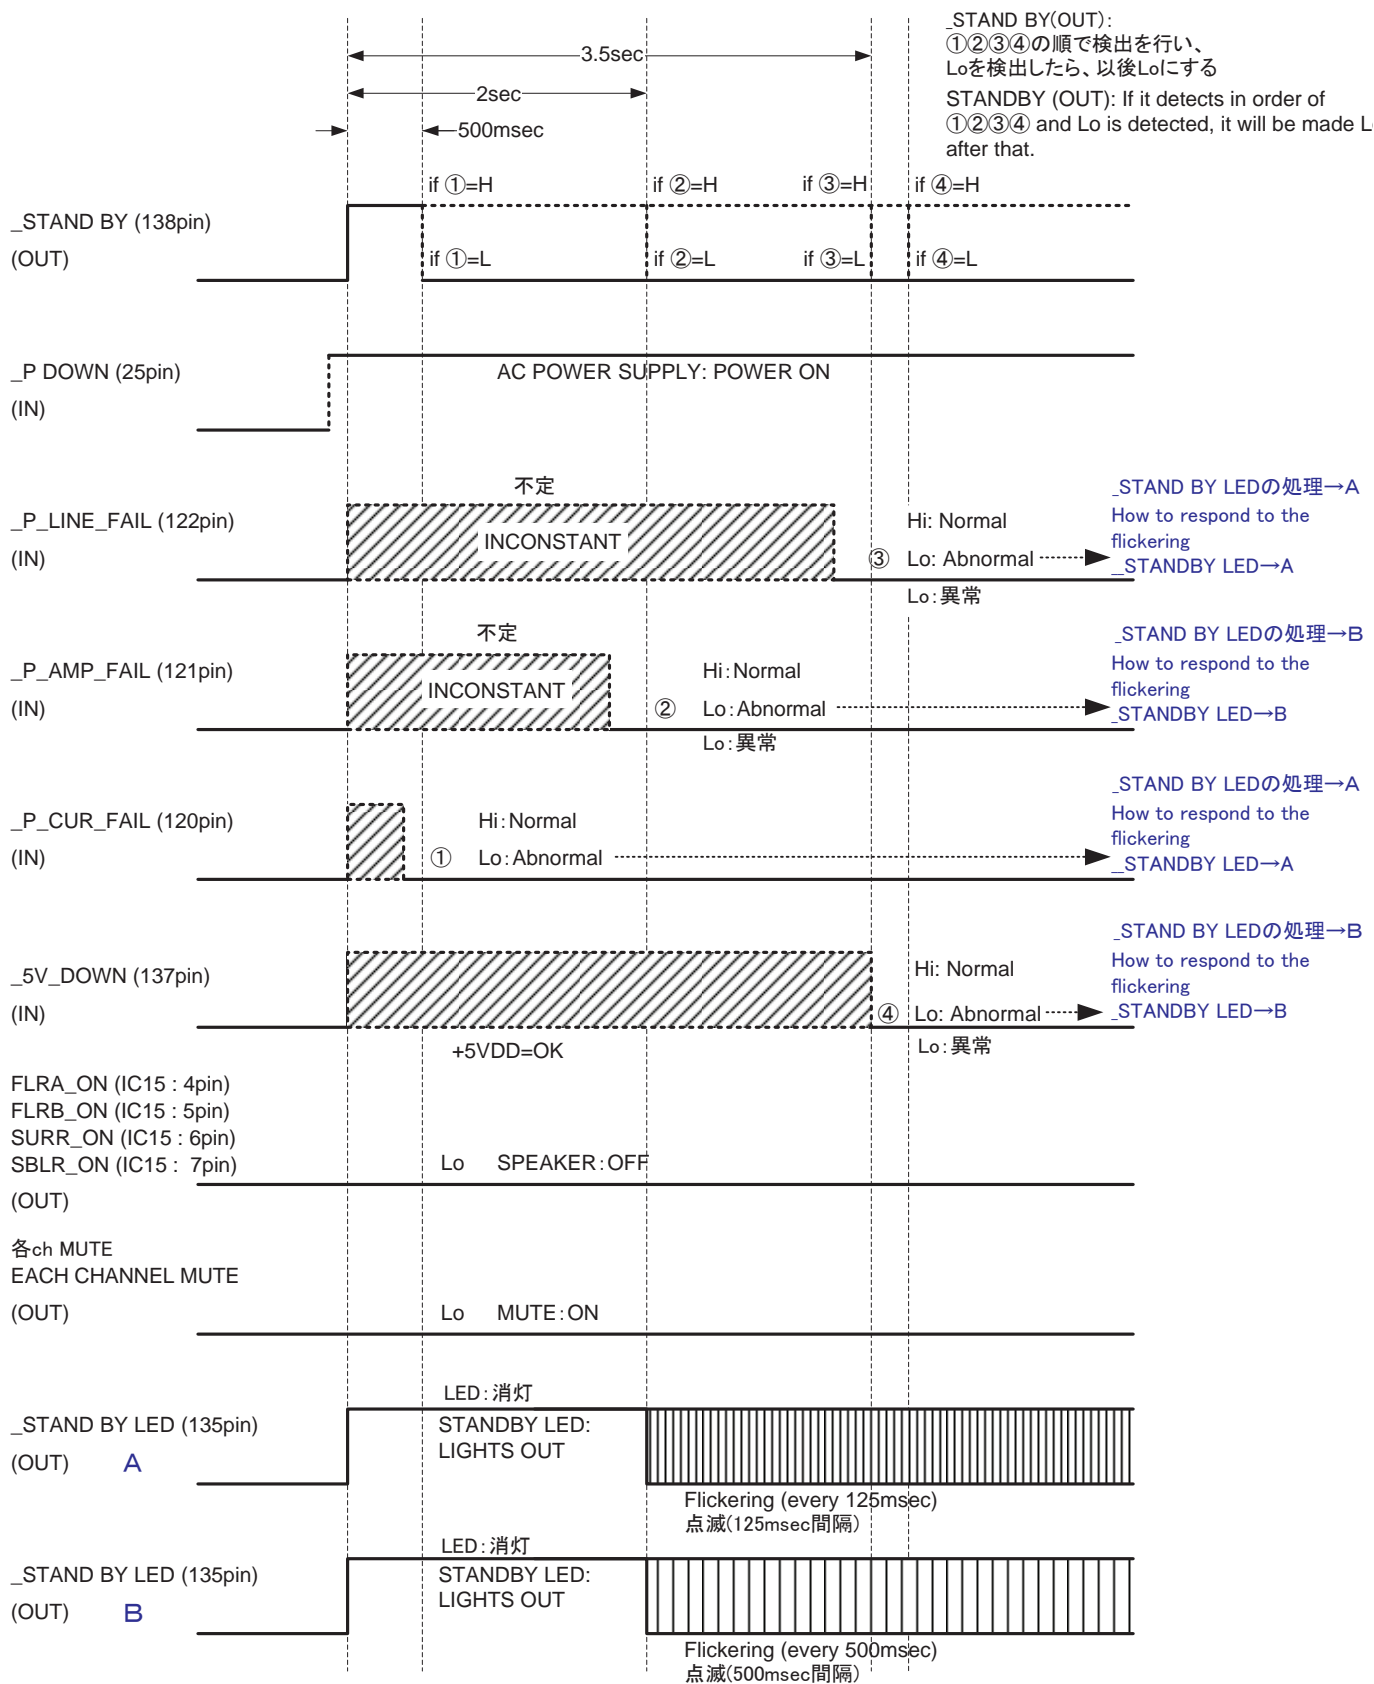 _STAND BY(OUT):
①②③④の順で検出を行い、
Loを検出したら、以後Loにする
STANDBY (OUT): If it detects in order of
①②③④ and Lo is detected, it will be made L
after that.
3.5sec
2sec
500msec
if ①=H
if ②=H
if ③=H
if ④=H
_STAND BY (138pin)
(OUT)
if ①=L
if ②=L
if ③=L
if ④=L
_P DOWN (25pin)
(IN)
AC POWER SUPPLY: POWER ON
不定
_P_LINE_FAIL (122pin)
(IN)
INCONSTANT
③
Hi: Normal
Lo: Abnormal
Lo:異常
_STAND BY LEDの処理→A
How to respond to the
flickering
_STANDBY LED→A
不定
_P_AMP_FAIL (121pin)
(IN)
INCONSTANT
②
Hi:Normal
Lo:Abnormal
Lo:異常
_STAND BY LEDの処理→B
How to respond to the
flickering
_STANDBY LED→B
_P_CUR_FAIL (120pin)
(IN)
①
Hi:Normal
Lo:Abnormal
_STAND BY LEDの処理→A
How to respond to the
flickering
_STANDBY LED→A
_5V_DOWN (137pin)
(IN)
④
Hi: Normal
Lo: Abnormal
Lo:異常
_STAND BY LEDの処理→B
How to respond to the
flickering
_STANDBY LED→B
+5VDD=OK
FLRA_ON (IC15 : 4pin)
FLRB_ON (IC15 : 5pin)
SURR_ON (IC15 : 6pin)
SBLR_ON (IC15 : 7pin)
(OUT)
Lo SPEAKER:OFF
各ch MUTE
EACH CHANNEL MUTE
(OUT)
Lo MUTE:ON
LED:消灯
_STAND BY LED (135pin)
(OUT) A
STANDBY LED:
LIGHTS OUT
Flickering (every 125msec)
点滅(125msec間隔)
LED:消灯
_STAND BY LED (135pin)
(OUT) B
STANDBY LED:
LIGHTS OUT
Flickering (every 500msec)
点滅(500msec間隔)